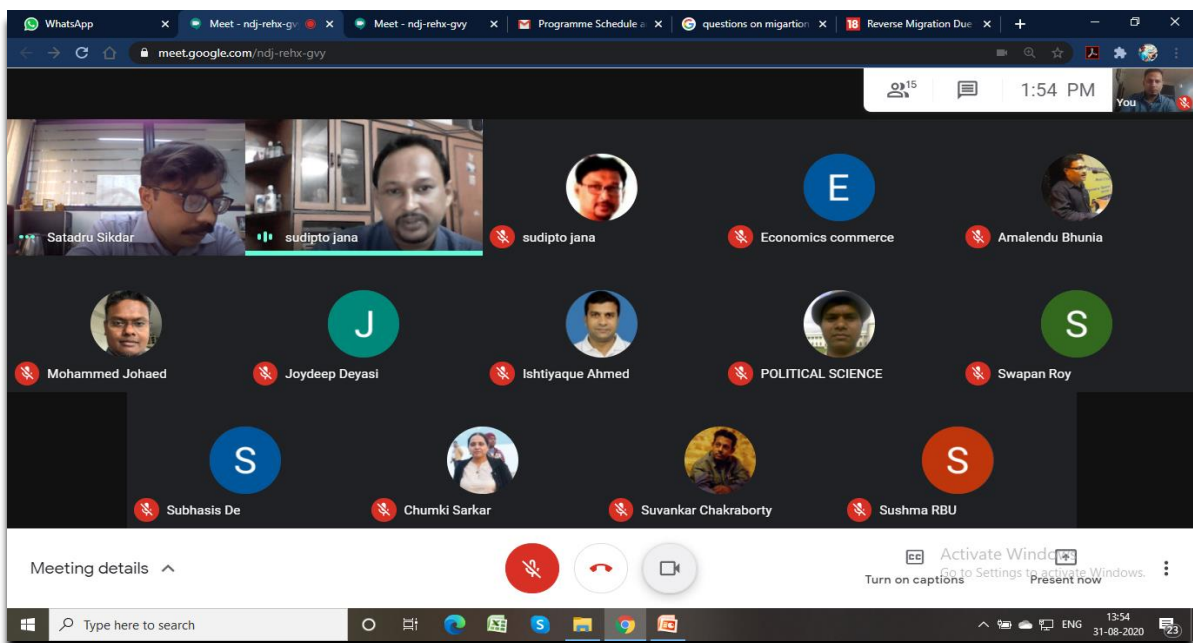 WhatsApp
Meet - ndj-rehx-gv
Meet - ndj-rehx-gvy
Programme Schedule a
questions on migartion
18 Reverse Migration Due
meet.google.com/ndj-rehx-gvy
15
1:54 PM
You
Satadru Sikdar
sudipto jana
sudipto jana
E
Economics commerce
Amalendu Bhunia
Mohammed Johaed
J
Joydeep Deyasi
Ishtiyaque Ahmed
POLITICAL SCIENCE
S
Swapan Roy
S
Subhasis De
Chumki Sarkar
Suvankar Chakraborty
S
Sushma RBU
Meeting details
CC
Turn on captions
Present now
Activate Windows
Go to Settings to activate Windows.
Type here to search
ENG
13:54
31-08-2020
23